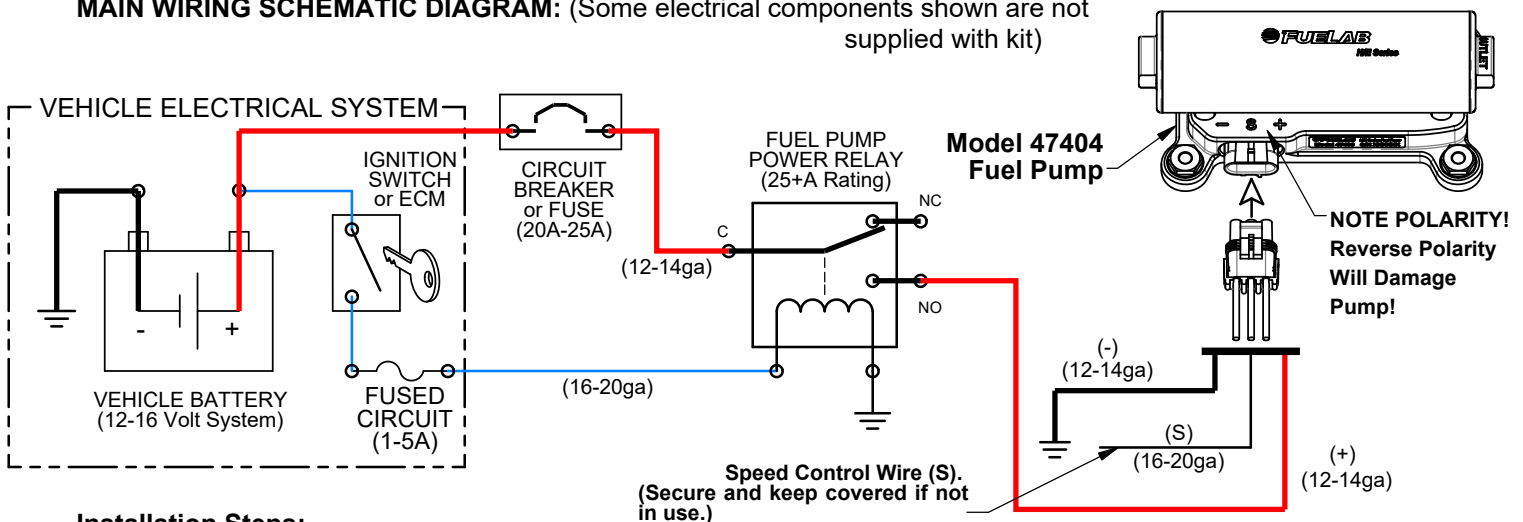 MAIN WIRING SCHEMATIC DIAGRAM: (Some electrical components shown are not
supplied with kit)
FUELAB
HW Series
OUTLET
VEHICLE ELECTRICAL SYSTEM
IGNITION
SWITCH
or ECM
CIRCUIT
BREAKER
or FUSE
(20A-25A)
FUEL PUMP
POWER RELAY
(25+A Rating)
Model 47404
Fuel Pump
- S +
NC
C
(12-14ga)
NO
NOTE POLARITY!
Reverse Polarity
Will Damage
Pump!
- +
VEHICLE BATTERY
(12-16 Volt System)
FUSED
CIRCUIT
(1-5A)
(16-20ga)
(-)
(12-14ga)
(S)
(16-20ga)
(+)
(12-14ga)
Speed Control Wire (S).
(Secure and keep covered if not
in use.)
Installation Steps: